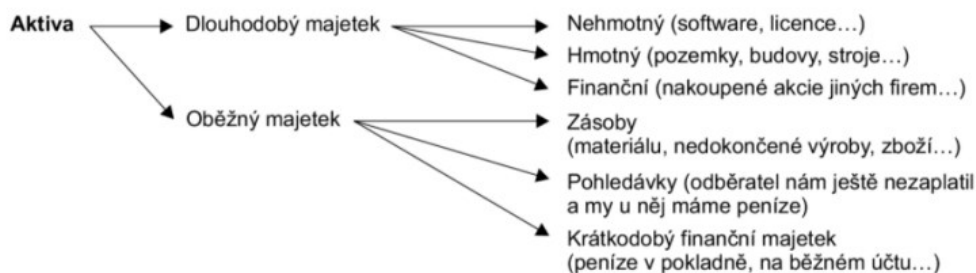 Aktiva
Dlouhodobý majetek
Nehmotný (software, licence…)
Hmotný (pozemky, budovy, stroje…)
Finanční (nakoupené akcie jiných firem…)
Oběžný majetek
Zásoby
(materiálu, nedokončené výroby, zboží…)
Pohledávky (odběratel nám ještě nezaplatil
a my u něj máme peníze)
Krátkodobý finanční majetek
(peníze v pokladně, na běžném účtu…)